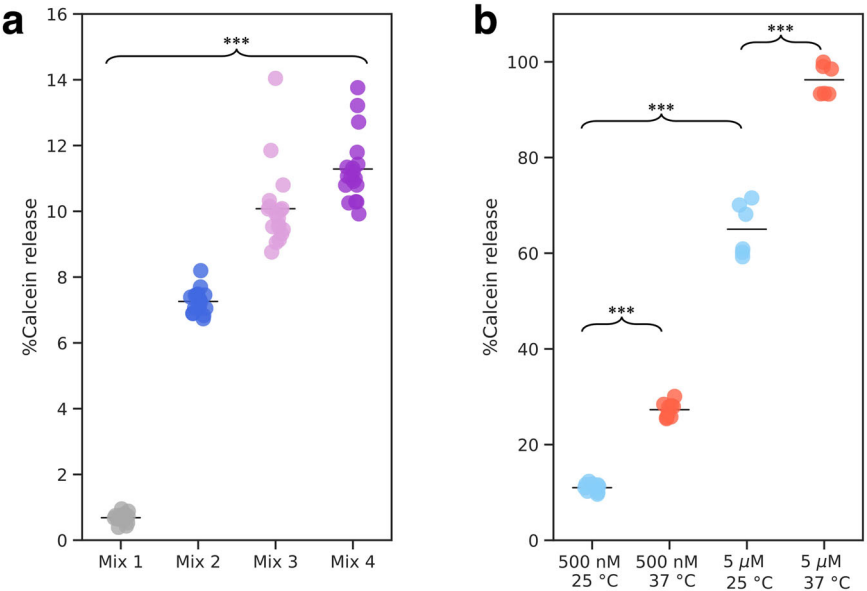 a
16
14
12
10
8
6
4
2
0
%Calcein release
***
Mix 1 Mix 2 Mix 3 Mix 4
b
100
80
60
40
20
0
%Calcein release
***
***
***
500 nM 500 nM 5 μM 5 μM
25 °C 37 °C 25 °C 37 °C